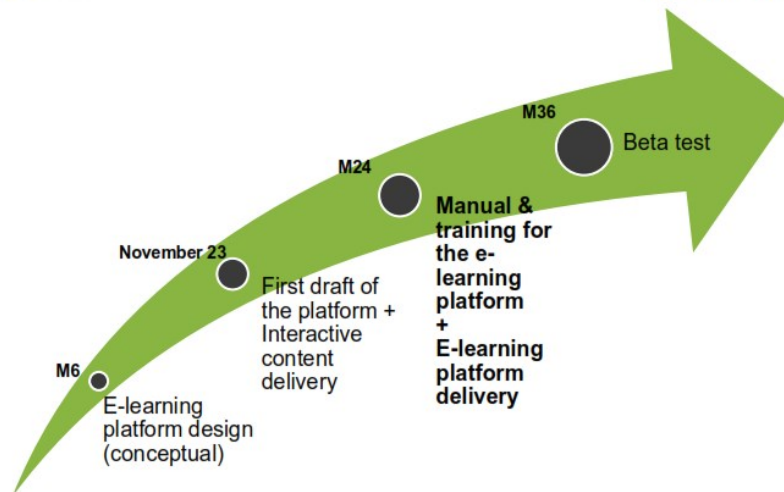 M6
E-learning
platform design
(conceptual)
November 23
First draft of
the platform +
Interactive
content
delivery
M24
Manual &
training for
the e-
learning
platform
+
E-learning
platform
delivery
M36
Beta test